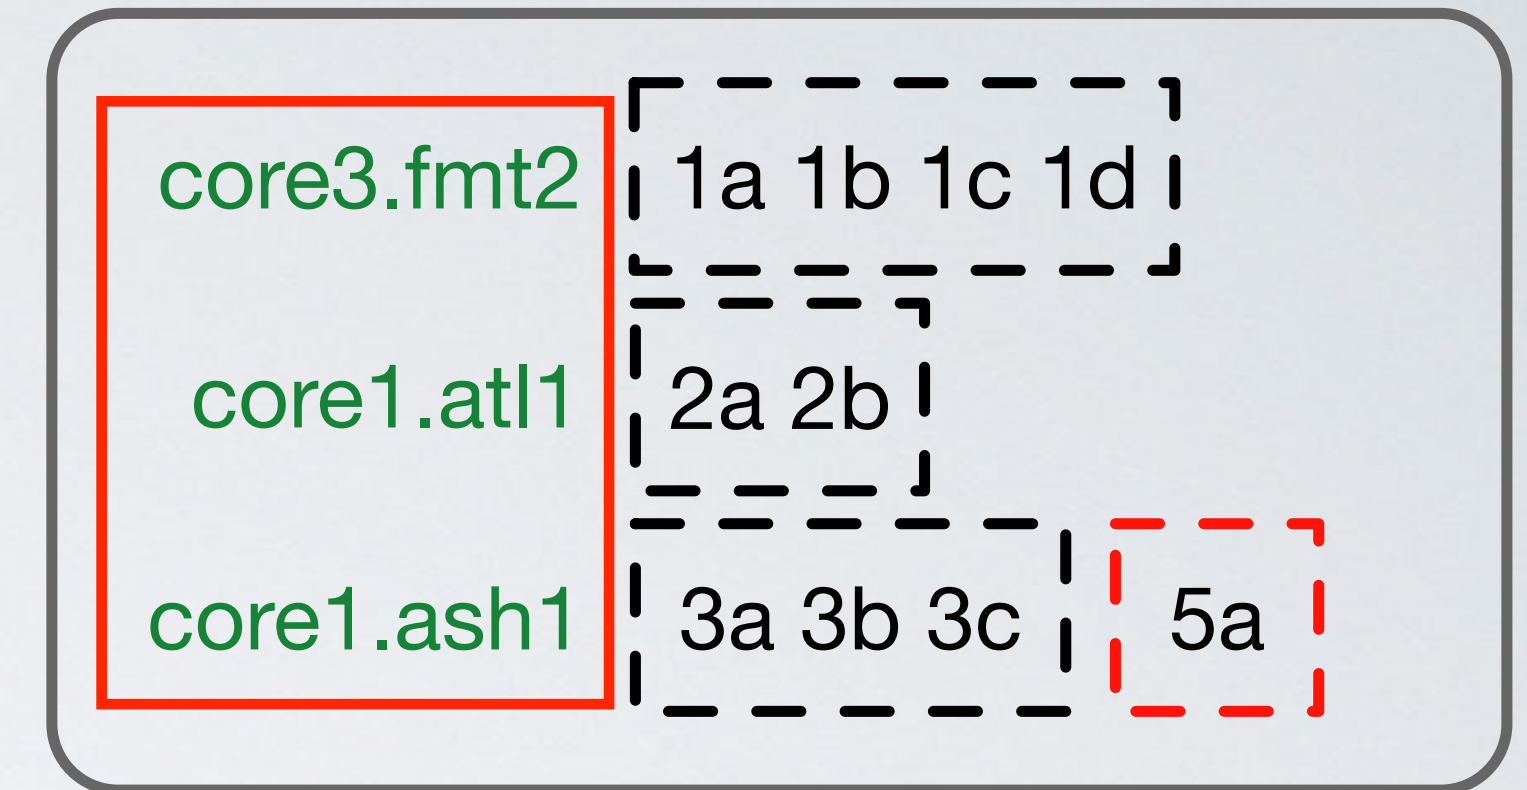 core3.fmt2 1a 1b 1c 1d
core1.atl1 2a 2b
core1.ash1 3a 3b 3c 5a